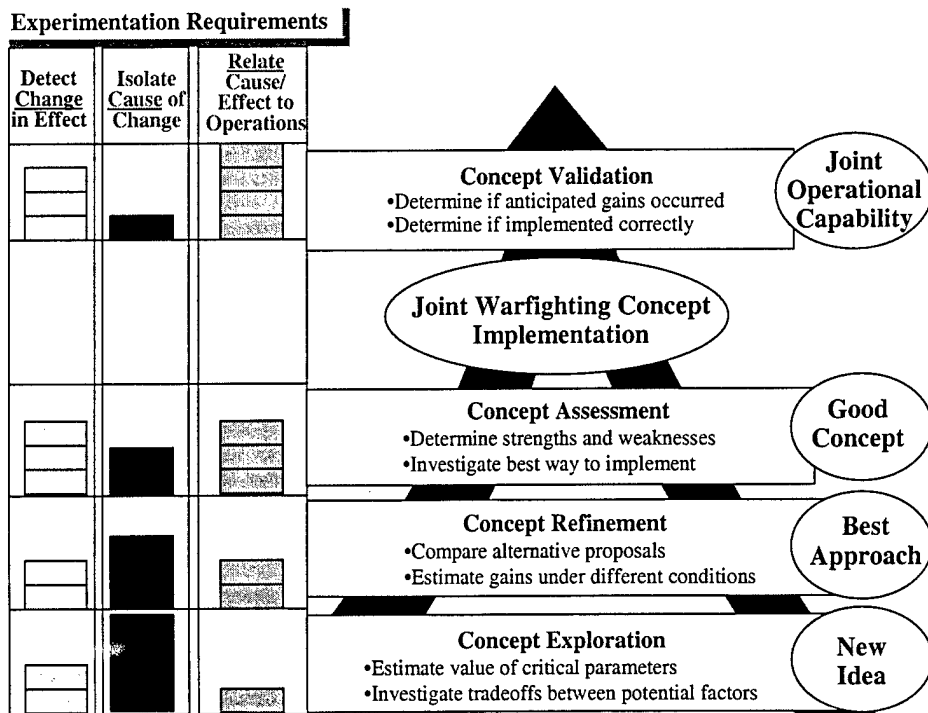 Experimentation Requirements
Detect
Change
in Effect
Isolate
Cause of
Change
Relate
Cause/
Effect to
Operations
Concept Validation
•Determine if anticipated gains occurred
•Determine if implemented correctly
Joint
Operational
Capability
Joint Warfighting Concept
Implementation
Concept Assessment
•Determine strengths and weaknesses
•Investigate best way to implement
Good
Concept
Concept Refinement
•Compare alternative proposals
•Estimate gains under different conditions
Best
Approach
Concept Exploration
•Estimate value of critical parameters
•Investigate tradeoffs between potential factors
New
Idea